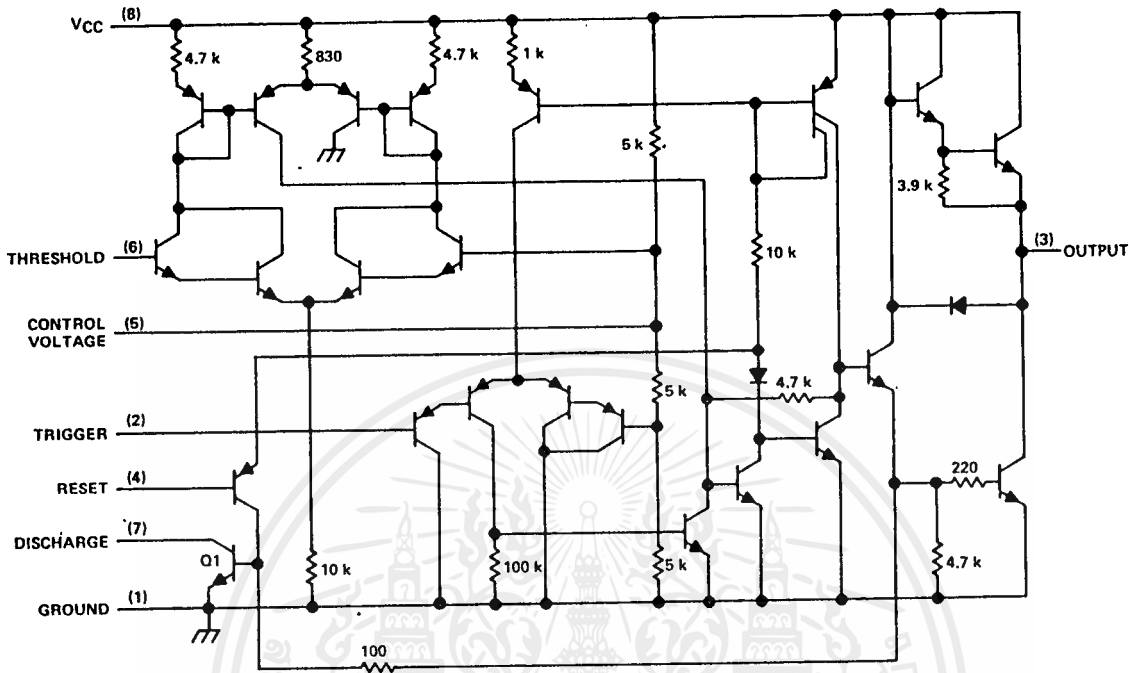 VCC (8)
4.7 k
830
4.7 k
1 k
5 k
3.9 k
THRESHOLD (6)
10 k
(3) OUTPUT
CONTROL
VOLTAGE (5)
5 k
4.7 k
TRIGGER (2)
RESET (4)
220
DISCHARGE (7)
Q1
10 k
100 k
5 k
4.7 k
GROUND (1)
100